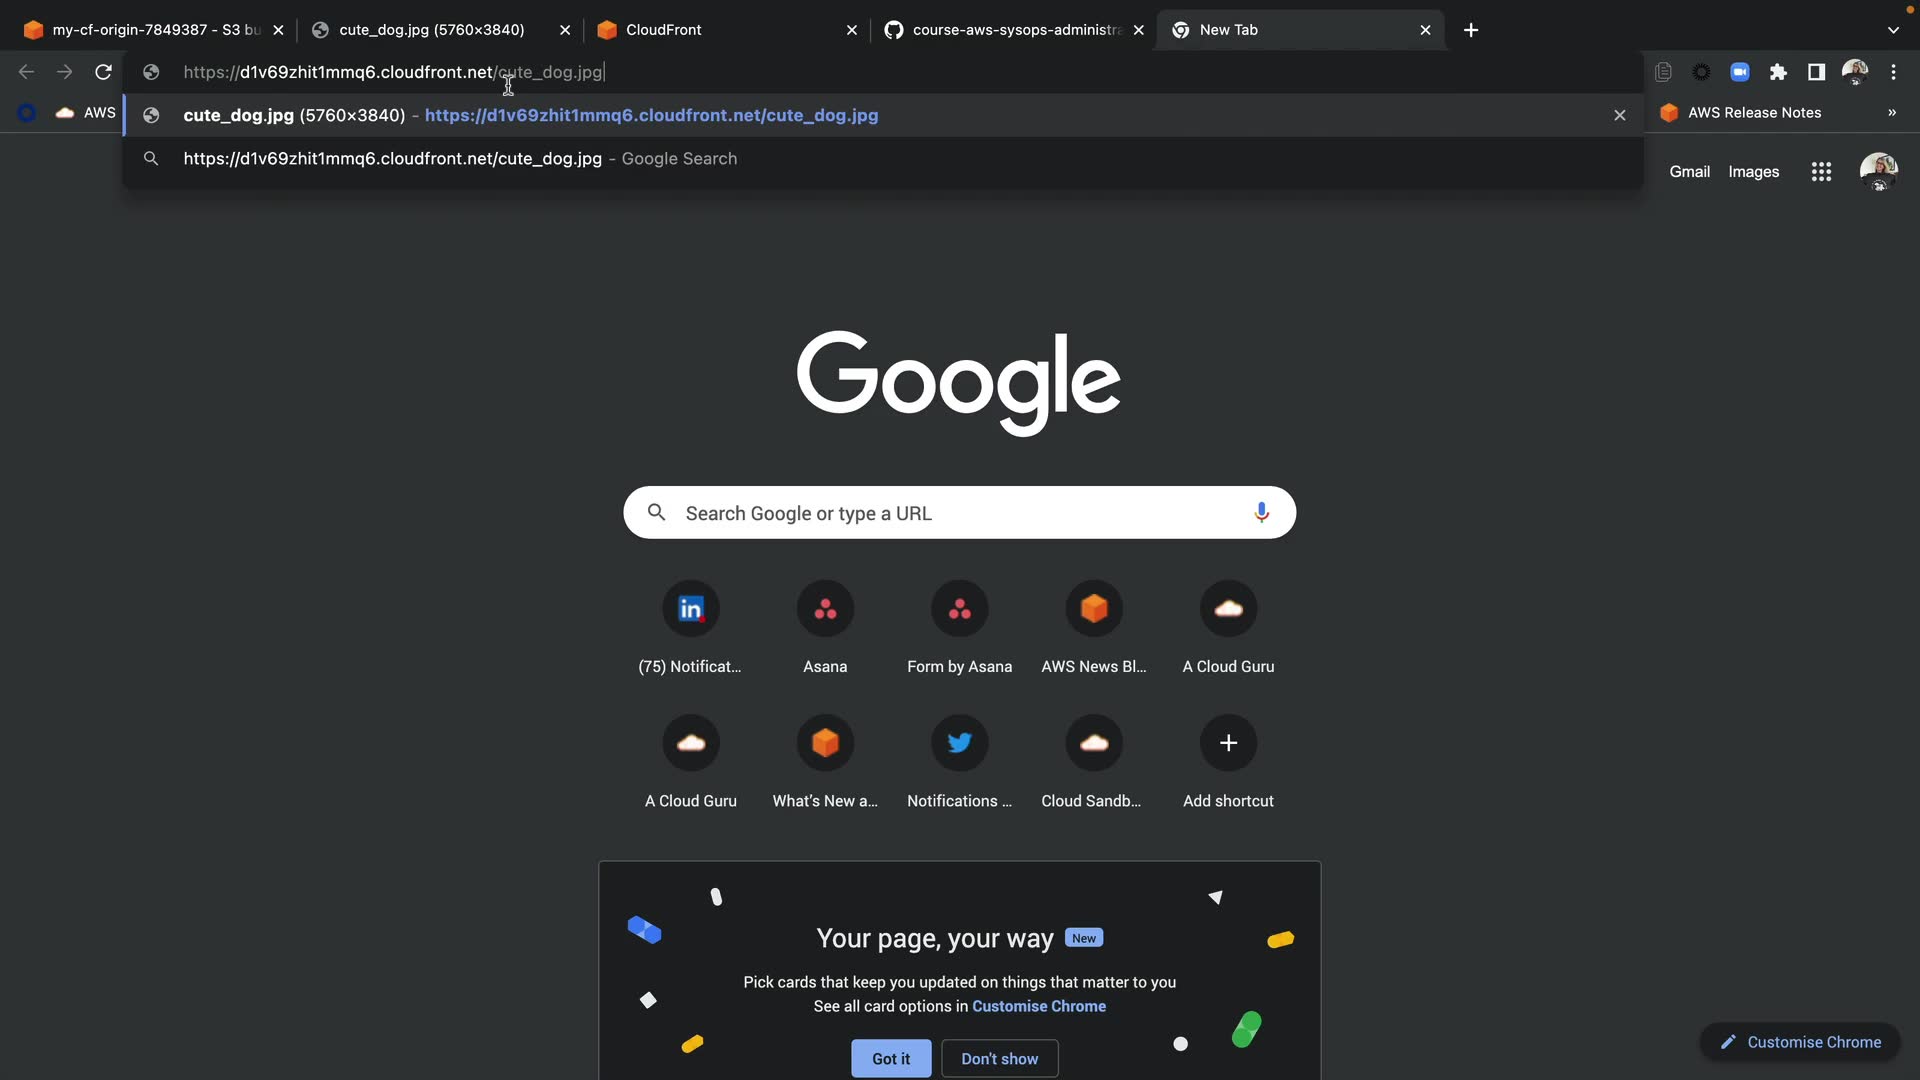 my-cf-origin-7849387 - S3 bu
cute_dog.jpg (5760×3840)
CloudFront
course-aws-sysops-administra
New Tab
https://d1v69zhit1mmq6.cloudfront.net/cute_dog.jpg
AWS
cute_dog.jpg (5760×3840) - https://d1v69zhit1mmq6.cloudfront.net/cute_dog.jpg
AWS Release Notes
»
https://d1v69zhit1mmq6.cloudfront.net/cute_dog.jpg - Google Search
Gmail Images
Google
Search Google or type a URL
in
(75) Notificat...
Asana
Form by Asana
AWS News Bl...
A Cloud Guru
A Cloud Guru
What's New a...
Notifications ...
Cloud Sandb...
Add shortcut
Your page, your way New
Pick cards that keep you updated on things that matter to you
See all card options in Customise Chrome
Got it
Don't show
Customise Chrome